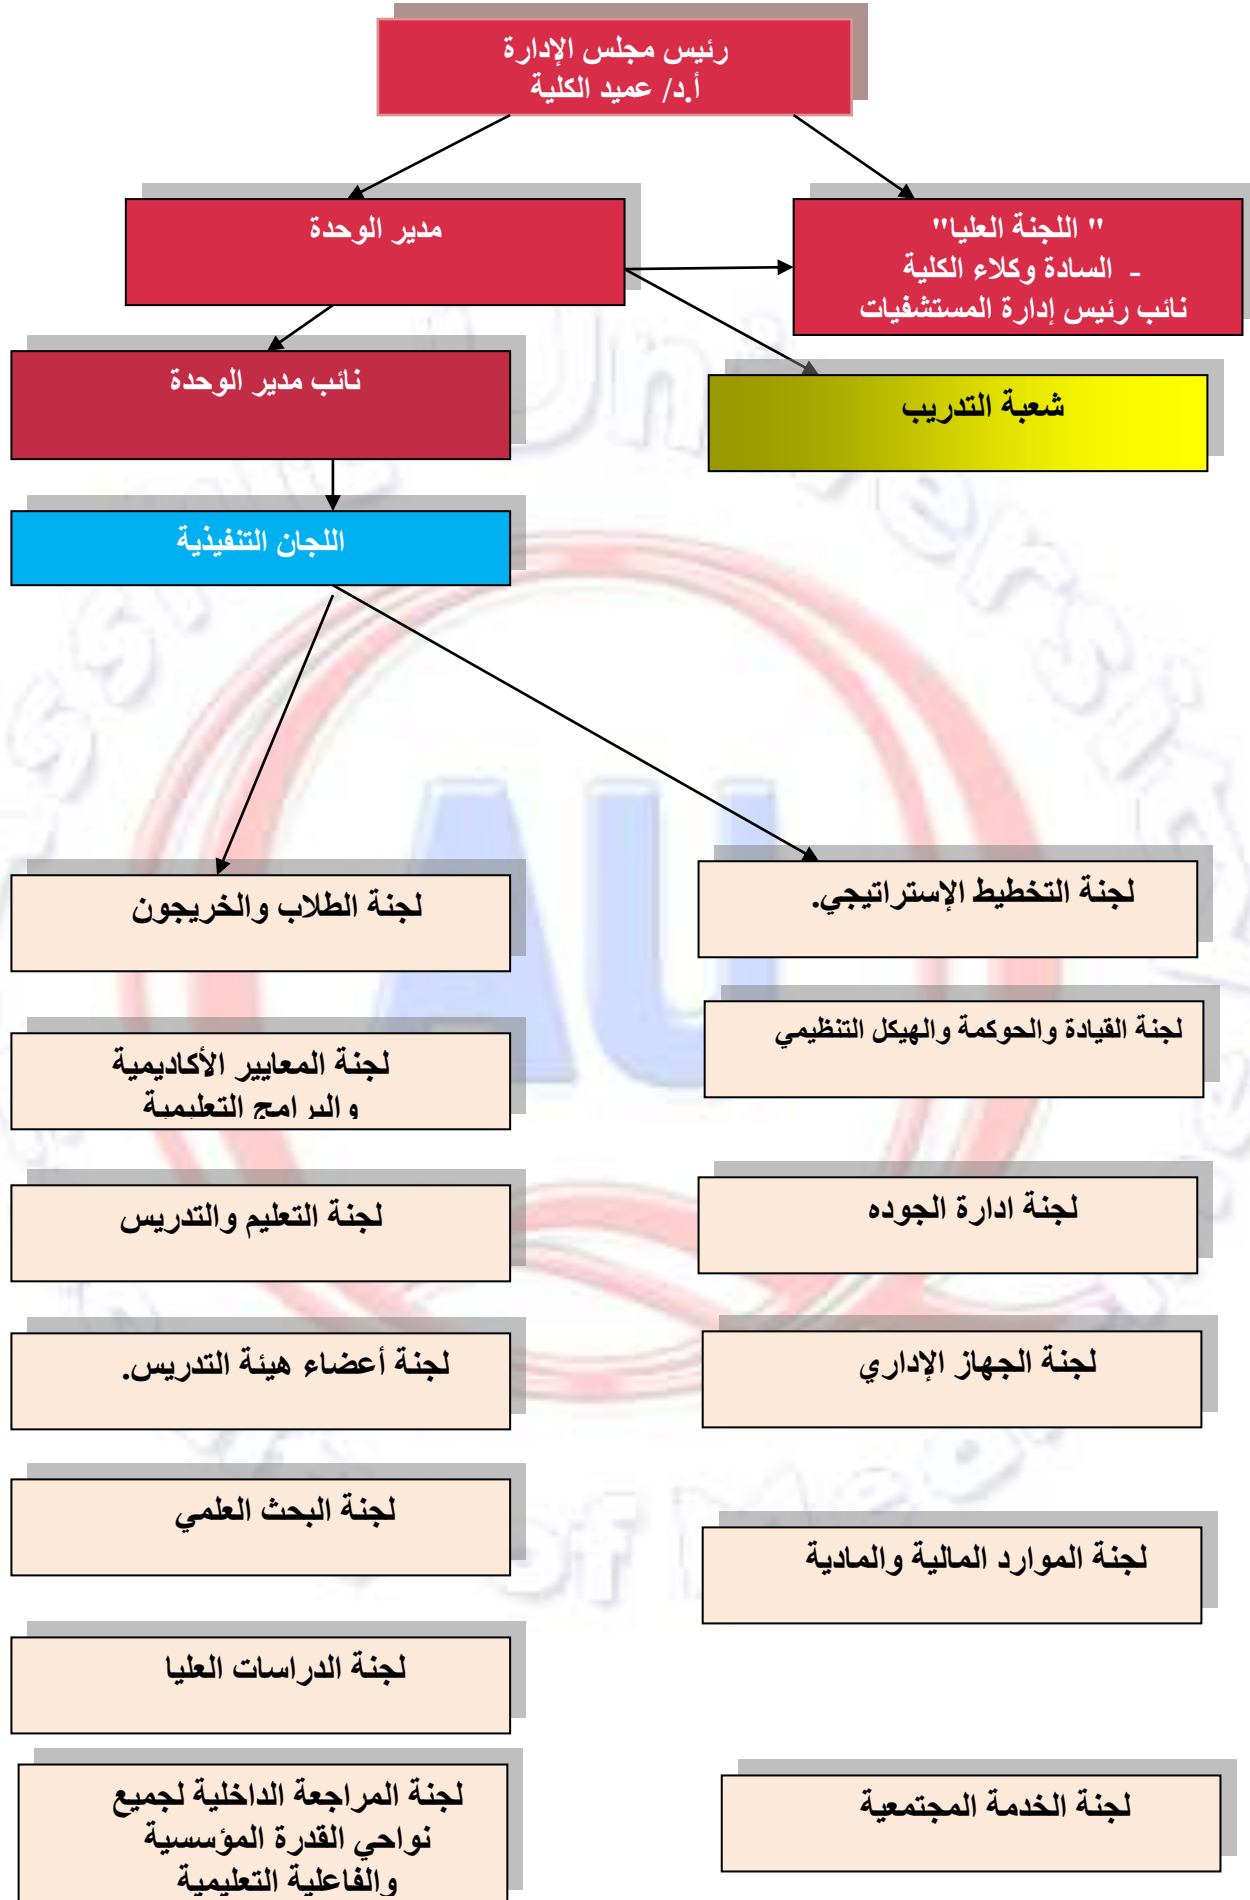 رئيس مجلس الإدارة
أ.د/ عميد الكلية
" اللجنة العليا"
- السادة وكلاء الكلية
نائب رئيس إدارة المستشفيات
مدير الوحدة
نائب مدير الوحدة
شعبة التدريب
اللجان التنفيذية
لجنة التخطيط الإستراتيجي.
لجنة الطلاب والخريجون
لجنة القيادة والحوكمة والهيكل التنظيمي
لجنة المعايير الأكاديمية
والبرامج التعليمية
لجنة ادارة الجوده
لجنة التعليم والتدريس
لجنة الجهاز الإداري
لجنة أعضاء هيئة التدريس.
لجنة الموارد المالية والمادية
لجنة البحث العلمي
لجنة الدراسات العليا
لجنة الخدمة المجتمعية
لجنة المراجعة الداخلية لجميع
نواحي القدرة المؤسسية
والفاعلية التعليمية
AU